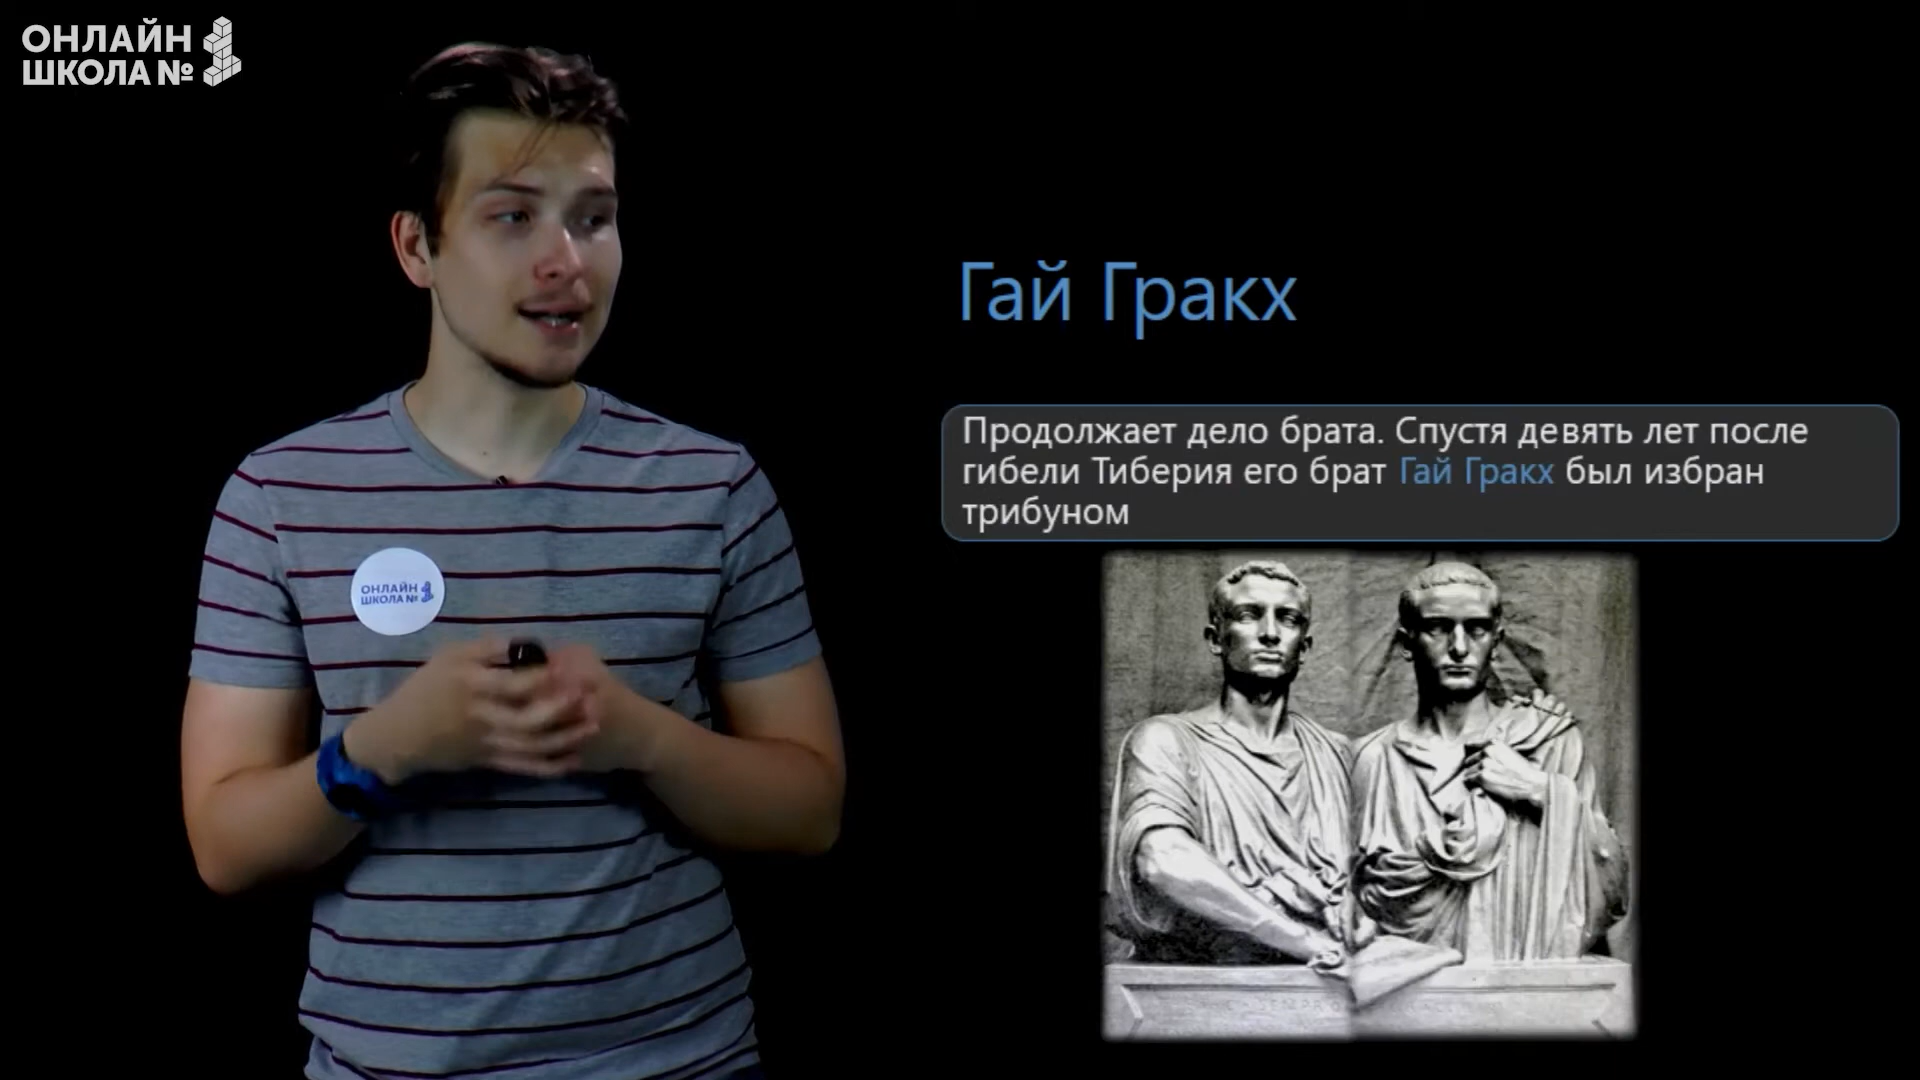 ОНЛАЙН
ШКОЛА №
Гай Гракх
Продолжает дело брата. Спустя девять лет после
гибели Тиберия его брат Гай Гракх был избран
трибуном
ОНЛАЙН
ШКОЛА №